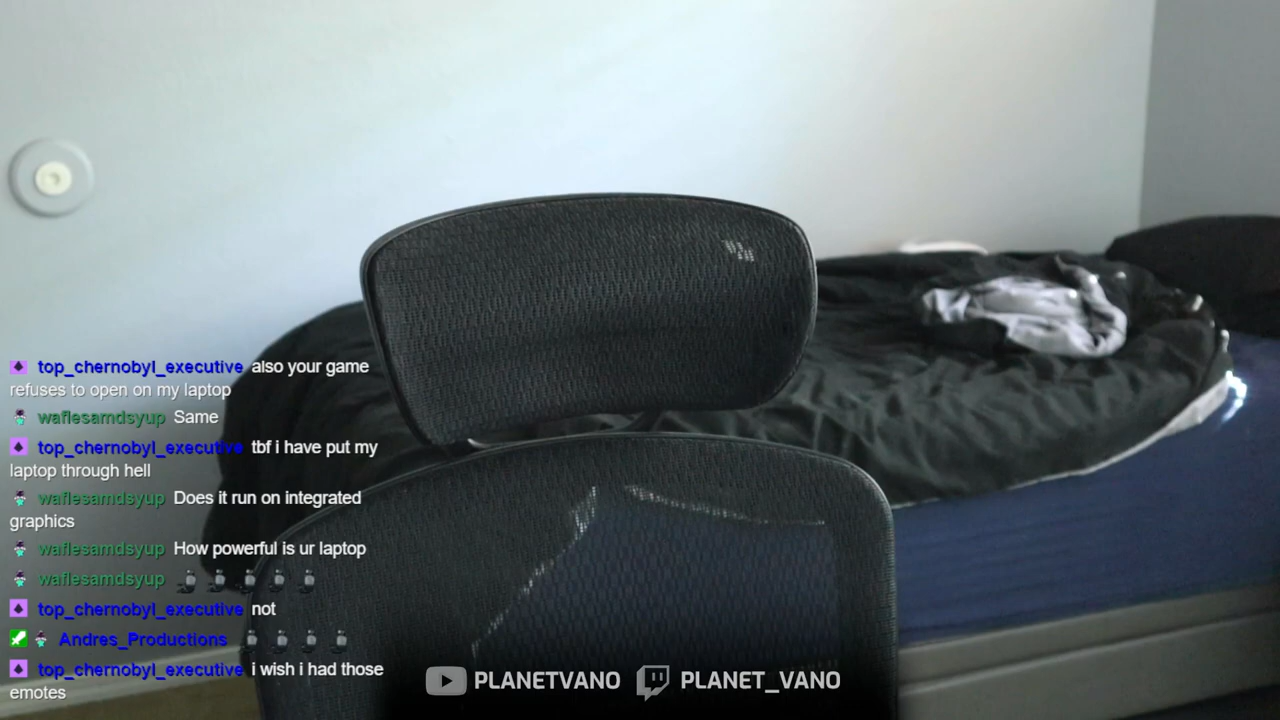 top_chernobyl_executive also your game
refuses to open on my laptop
waflesamdsyup Same
top_chernobyl_executive tbf i have put my
laptop through hell
waflesamdsyup Does it run on integrated
graphics
waflesamdsyup How powerful is ur laptop
waflesamdsyup
top_chernobyl_executive not
Andres_Productions
top_chernobyl_executive i wish i had those
emotes
PLANETVANO PLANET_VANO